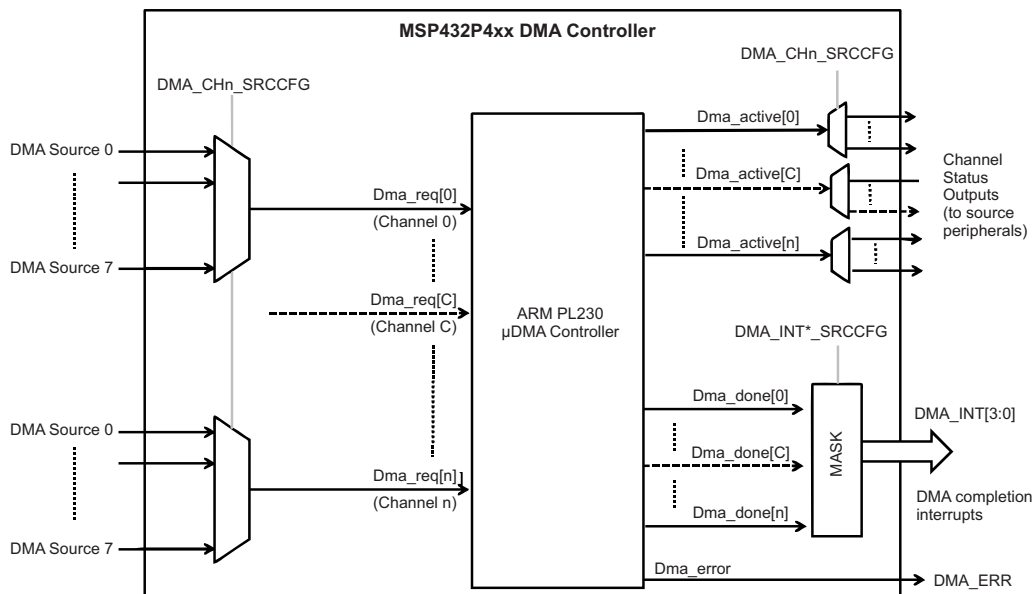 MSP432P4xx DMA Controller
DMA_CHn_SRCCFG
DMA_CHn_SRCCFG
DMA Source 0
DMA Source 7
Dma_req[0]
(Channel 0)
Dma_req[C]
(Channel C)
DMA Source 0
DMA Source 7
Dma_req[n]
(Channel n)
ARM PL230
µDMA Controller
Dma_active[0]
Dma_active[C]
Dma_active[n]
Channel
Status
Outputs
(to source
peripherals)
DMA_INT*_SRCCFG
Dma_done[0]
Dma_done[C]
Dma_done[n]
MASK
DMA_INT[3:0]
DMA completion
interrupts
Dma_error
DMA_ERR